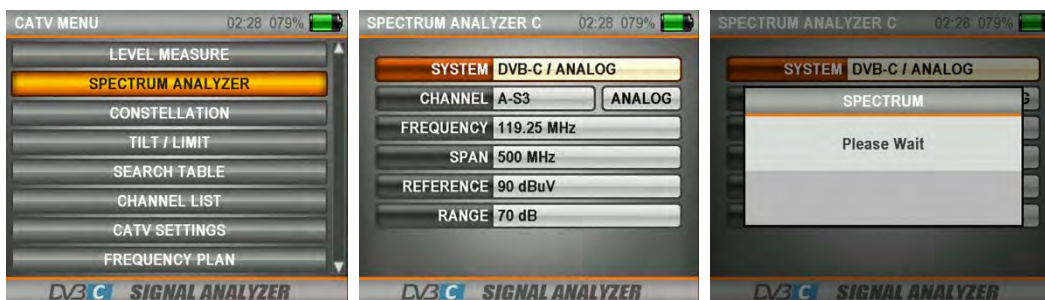 CATV MENU 02:28 079%
LEVEL MEASURE
SPECTRUM ANALYZER
CONSTELLATION
TILT / LIMIT
SEARCH TABLE
CHANNEL LIST
CATV SETTINGS
FREQUENCY PLAN
DVB C SIGNAL ANALYZER
SPECTRUM ANALYZER C 02:28 079%
SYSTEM DVB-C / ANALOG
CHANNEL A-S3 ANALOG
FREQUENCY 119.25 MHz
SPAN 500 MHz
REFERENCE 90 dBuV
RANGE 70 dB
DVB C SIGNAL ANALYZER
SPECTRUM ANALYZER C 02:28 079%
SYSTEM DVB-C / ANALOG
SPECTRUM
Please Wait
DVB C SIGNAL ANALYZER